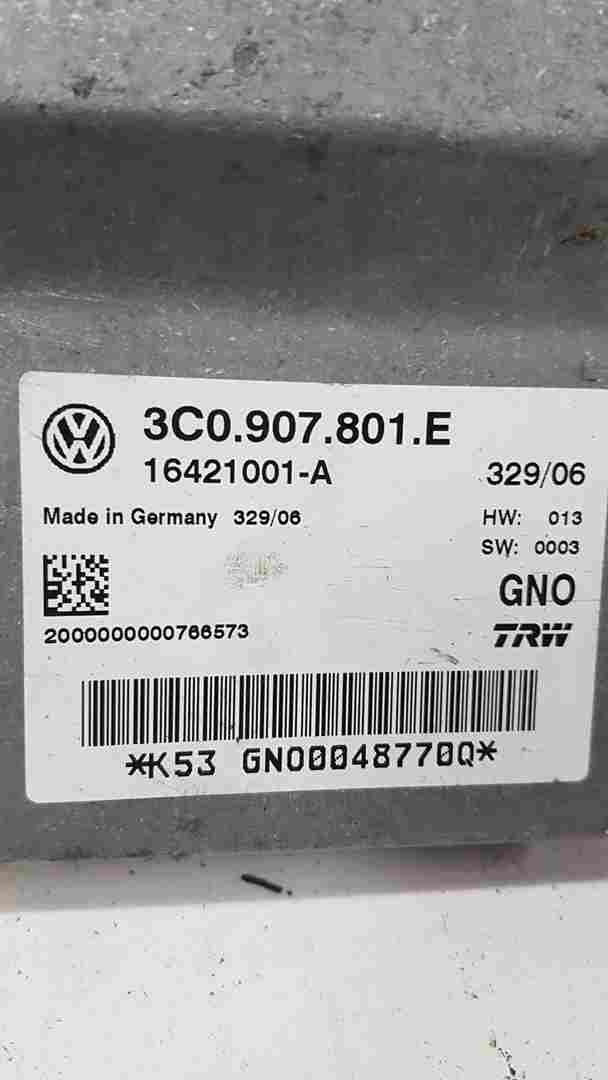 3C0.907.801.E
16421001-A 329/06
Made in Germany 329/06 HW: 013
SW: 0003
GNO
2000000000766573 TRW
*K53 GNO0048770Q*